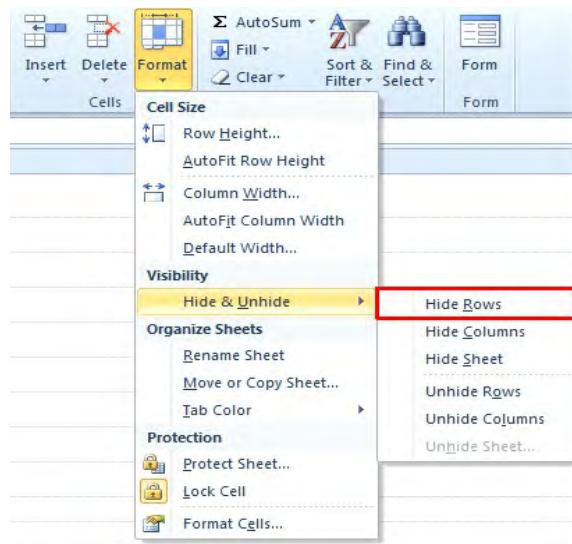 Σ AutoSum
Fill
Clear
Insert Delete Format
Sort & Filter
Find & Select
Form
Cells
Form
Cell Size
Row Height...
AutoFit Row Height
Column Width...
AutoFit Column Width
Default Width...
Visibility
Hide & Unhide
Hide Rows
Hide Columns
Hide Sheet
Unhide Rows
Unhide Columns
Unhide Sheet...
Organize Sheets
Rename Sheet
Move or Copy Sheet...
Tab Color
Protection
Protect Sheet...
Lock Cell
Format Cells...